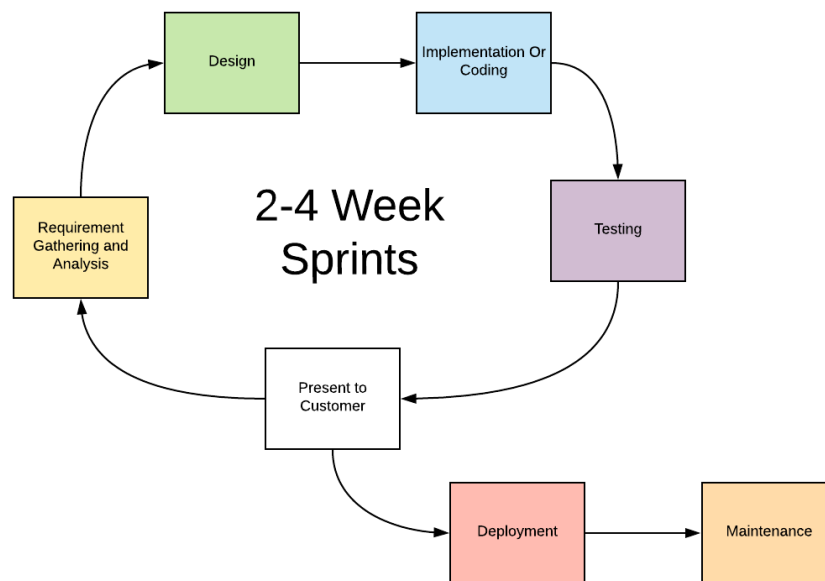 Design
Implementation Or
Coding
2-4 Week
Sprints
Requirement
Gathering and
Analysis
Testing
Present to
Customer
Deployment
Maintenance